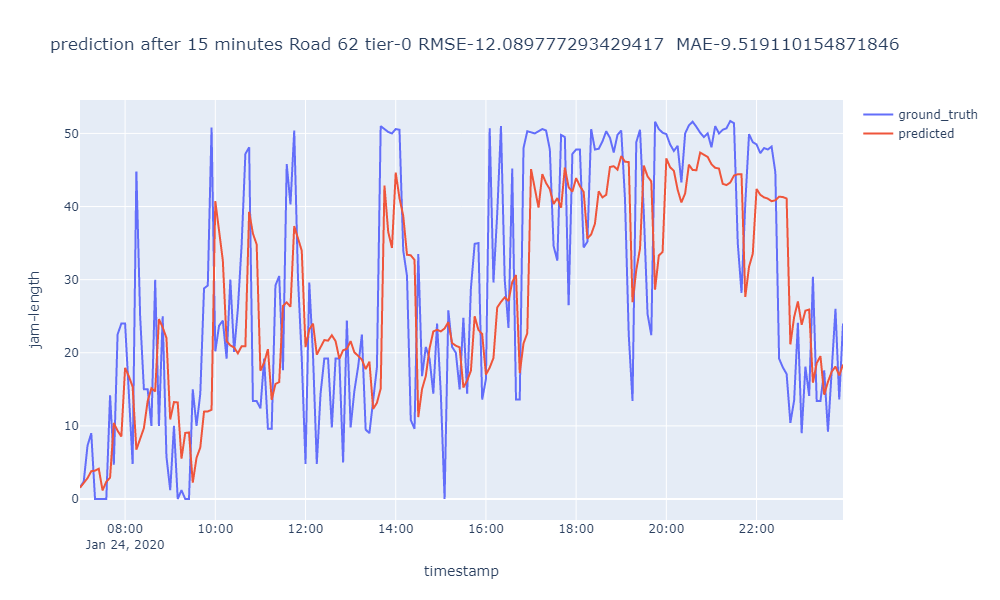 prediction after 15 minutes Road 62 tier-0 RMSE-12.089777293429417 MAE-9.519110154871846
ground_truth
predicted
50
40
30
20
10
0
jam-length
08:00 10:00 12:00 14:00 16:00 18:00 20:00 22:00
Jan 24, 2020
timestamp